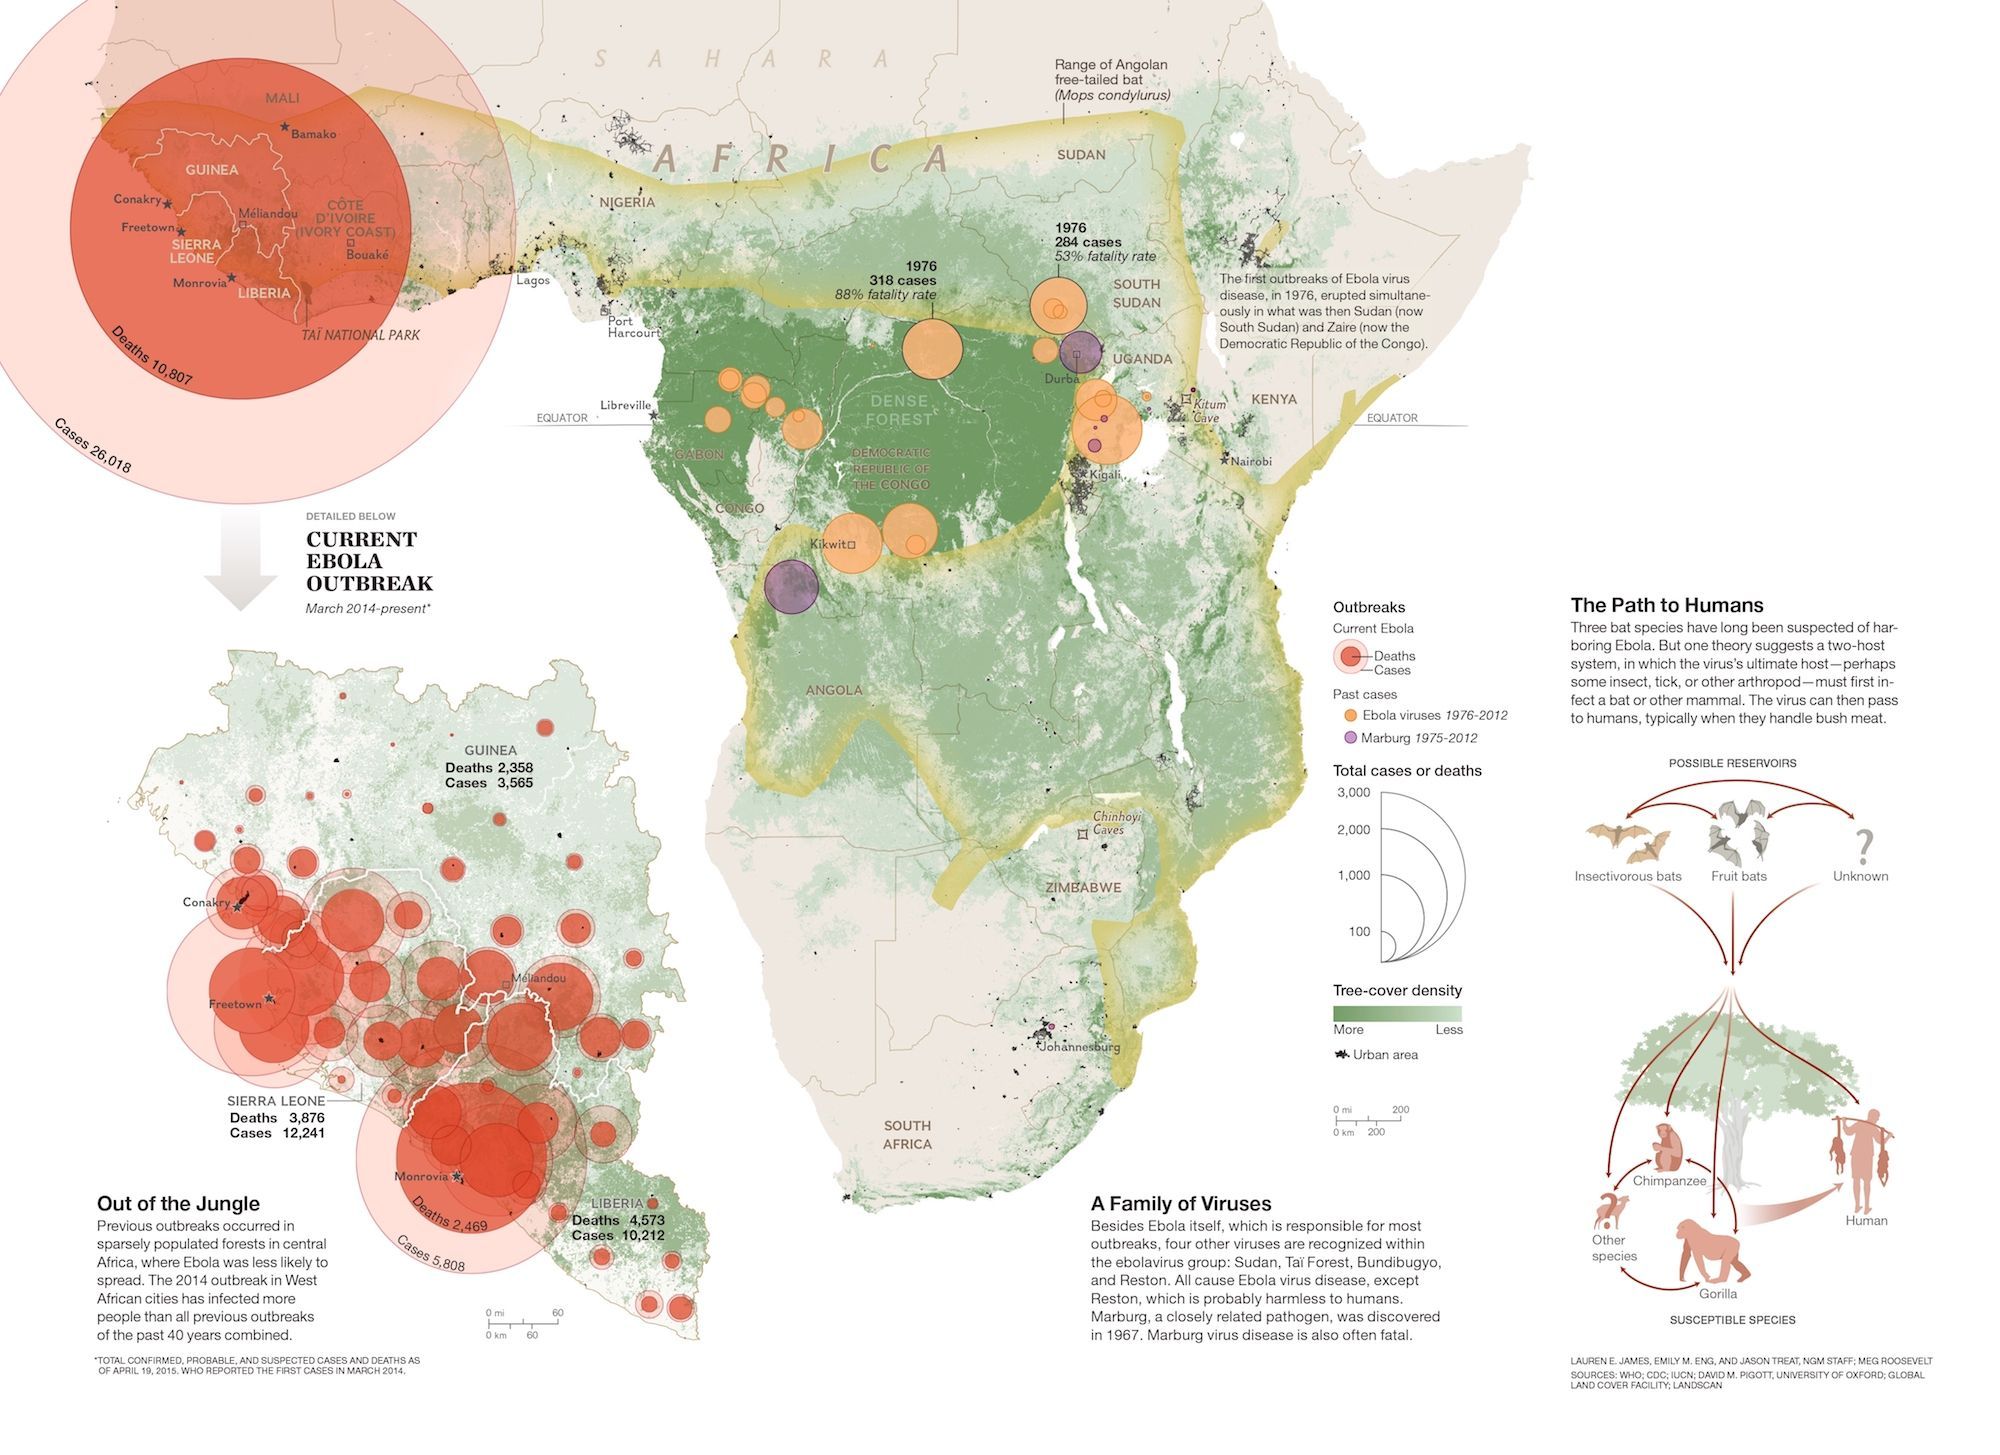 SAHARA
Range of Angolan
free-tailed bat
(Mops condylurus)
MALI
Bamako
AFRICA
SUDAN
GUINEA
NIGERIA
Conakry
Méliandou
CÔTE
D'IVOIRE
(IVORY COAST)
Freetown
SIERRA
LEONE
Bouaké
Monrovia
LIBERIA
Lagos
TAÏ NATIONAL PARK
Port
Harcourt
Deaths 10,807
Cases 26,018
1976
318 cases
88% fatality rate
1976
284 cases
53% fatality rate
SOUTH
SUDAN
The first outbreaks of Ebola virus
disease, in 1976, erupted simultane-
ously in what was then Sudan (now
South Sudan) and Zaire (now the
Democratic Republic of the Congo).
UGANDA
Durba
Libreville
EQUATOR
DENSE
FOREST
Kitum
Cave
KENYA
EQUATOR
GABON
DEMOCRATIC
REPUBLIC OF
THE CONGO
Nairobi
Kigali
CONGO
Kikwit
ANGOLA
Chinhoyi
Caves
ZIMBABWE
Johannesburg
SOUTH
AFRICA
DETAILED BELOW
CURRENT
EBOLA
OUTBREAK
March 2014-present*
GUINEA
Deaths 2,358
Cases 3,565
Conakry
Méliandou
Freetown
SIERRA LEONE
Deaths 3,876
Cases 12,241
Monrovia
Deaths 2,469
Cases 5,808
LIBERIA
Deaths 4,573
Cases 10,212
0 mi 60
0 km 60
Out of the Jungle
Previous outbreaks occurred in
sparsely populated forests in central
Africa, where Ebola was less likely to
spread. The 2014 outbreak in West
African cities has infected more
people than all previous outbreaks
of the past 40 years combined.
*TOTAL CONFIRMED, PROBABLE, AND SUSPECTED CASES AND DEATHS AS
OF APRIL 19, 2015. WHO REPORTED THE FIRST CASES IN MARCH 2014.
A Family of Viruses
Besides Ebola itself, which is responsible for most
outbreaks, four other viruses are recognized within
the ebolavirus group: Sudan, Taï Forest, Bundibugyo,
and Reston. All cause Ebola virus disease, except
Reston, which is probably harmless to humans.
Marburg, a closely related pathogen, was discovered
in 1967. Marburg virus disease is also often fatal.
Outbreaks
Current Ebola
Deaths
Cases
Past cases
Ebola viruses 1976-2012
Marburg 1975-2012
Total cases or deaths
3,000
2,000
1,000
100
Tree-cover density
More Less
Urban area
0 mi 200
0 km 200
The Path to Humans
Three bat species have long been suspected of har-
boring Ebola. But one theory suggests a two-host
system, in which the virus's ultimate host—perhaps
some insect, tick, or other arthropod—must first in-
fect a bat or other mammal. The virus can then pass
to humans, typically when they handle bush meat.
POSSIBLE RESERVOIRS
?
Insectivorous bats Fruit bats Unknown
Chimpanzee
?
Other
species
Human
Gorilla
SUSCEPTIBLE SPECIES
LAUREN E. JAMES, EMILY M. ENG, AND JASON TREAT, NGM STAFF; MEG ROOSEVELT
SOURCES: WHO; CDC; IUCN; DAVID M. PIGOTT, UNIVERSITY OF OXFORD; GLOBAL
LAND COVER FACILITY; LANDSCAN